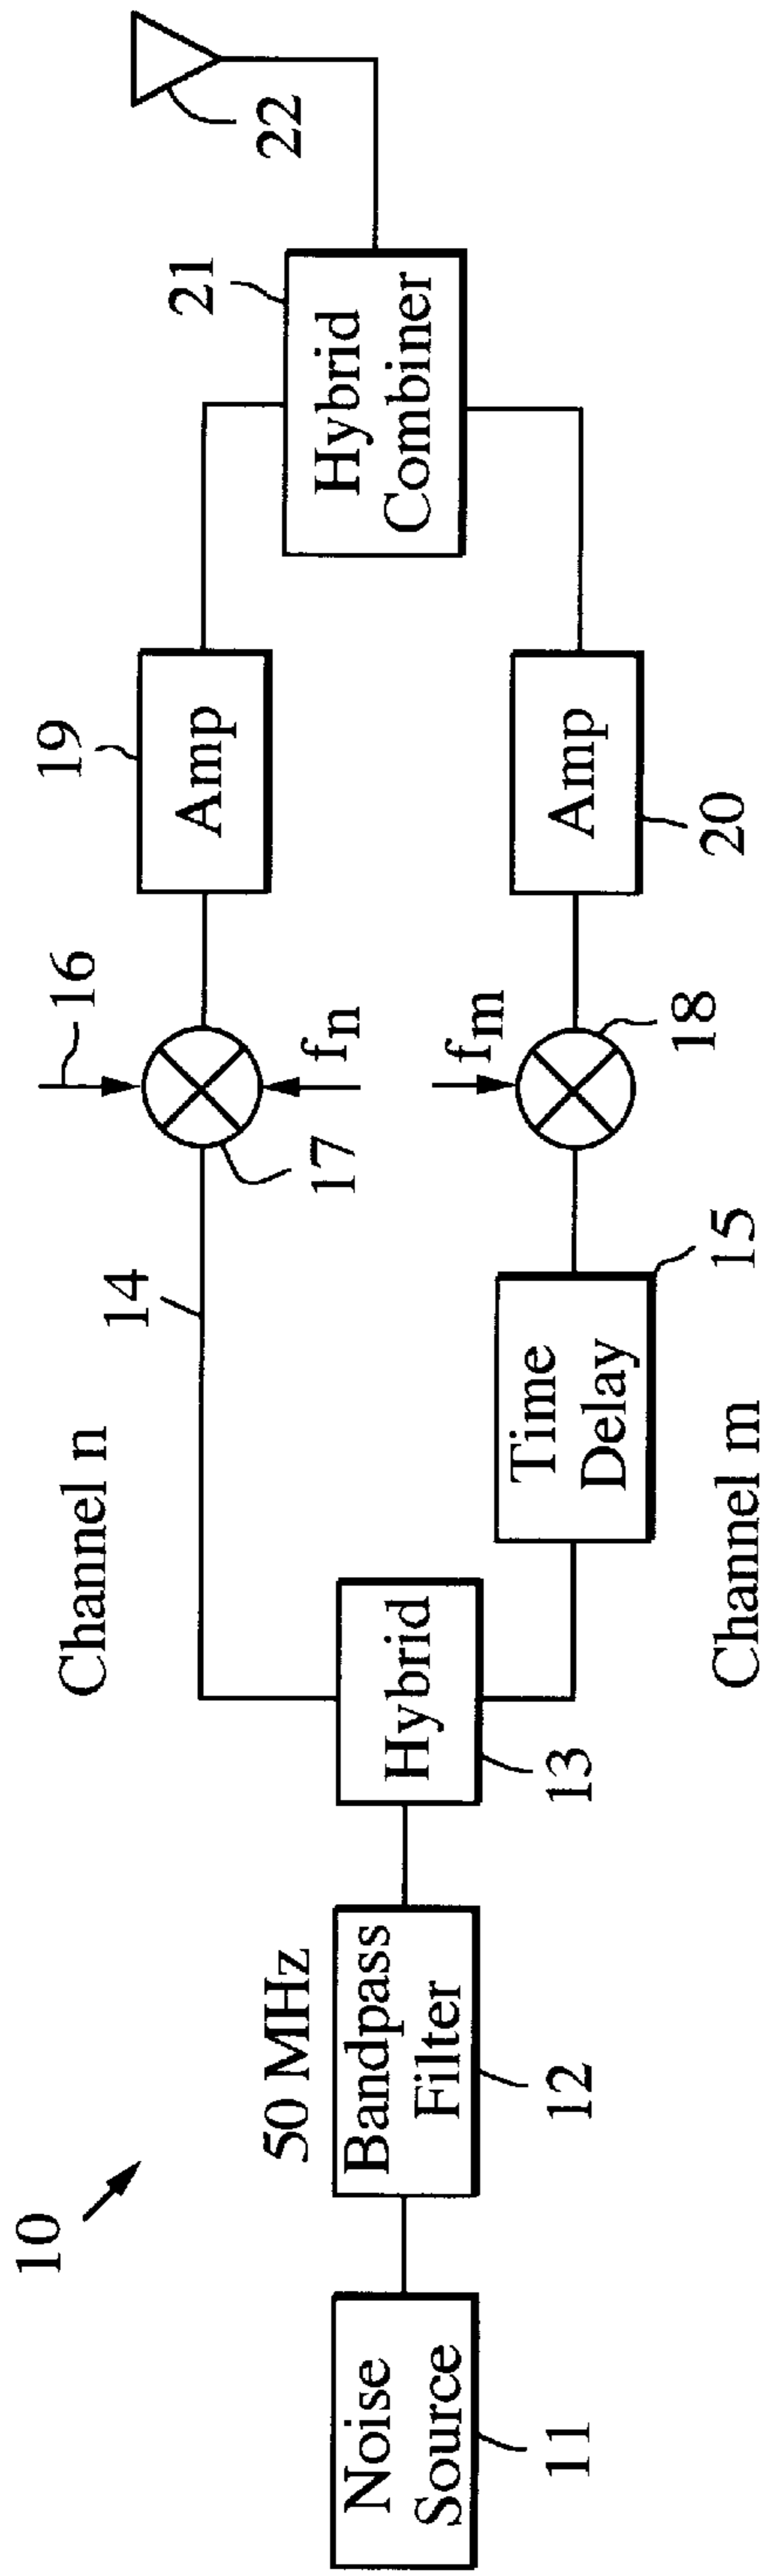 10
Noise
Source
11
50 MHz
Bandpass
Filter
12
Hybrid
13
Channel n
14
Time
Delay
15
Channel m
16
17
fn
fm
18
19
Amp
Amp
20
21
Hybrid
Combiner
22